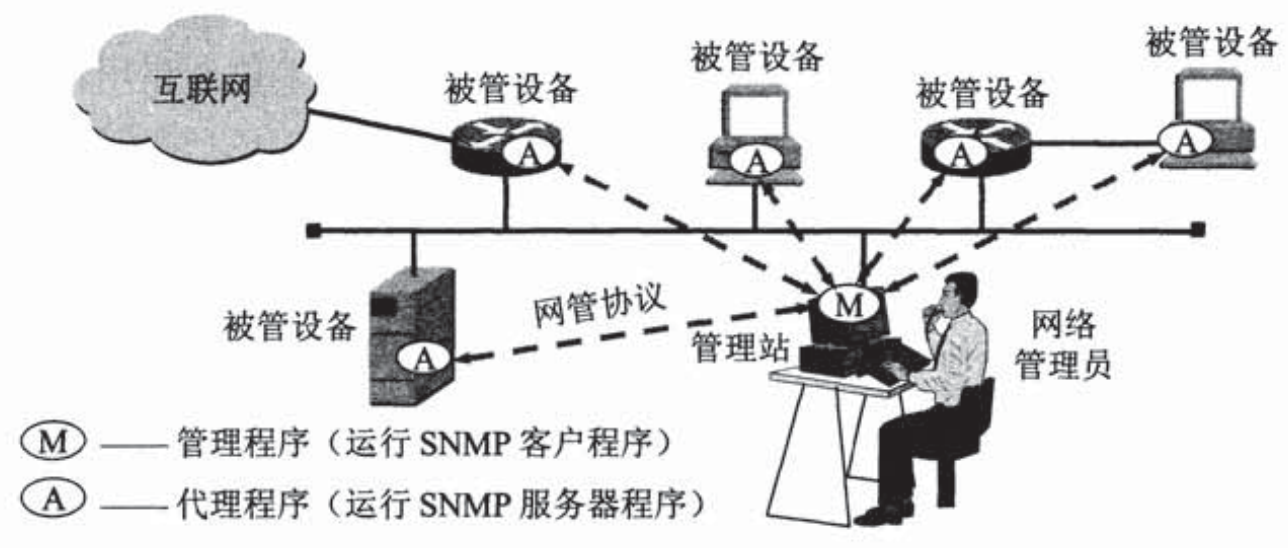 互联网
被管设备
被管设备
被管设备
被管设备
A
A
A
A
被管设备
A
网管协议
M
管理站
网络
管理员
M —— 管理程序（运行 SNMP 客户程序）
A —— 代理程序（运行 SNMP 服务器程序）